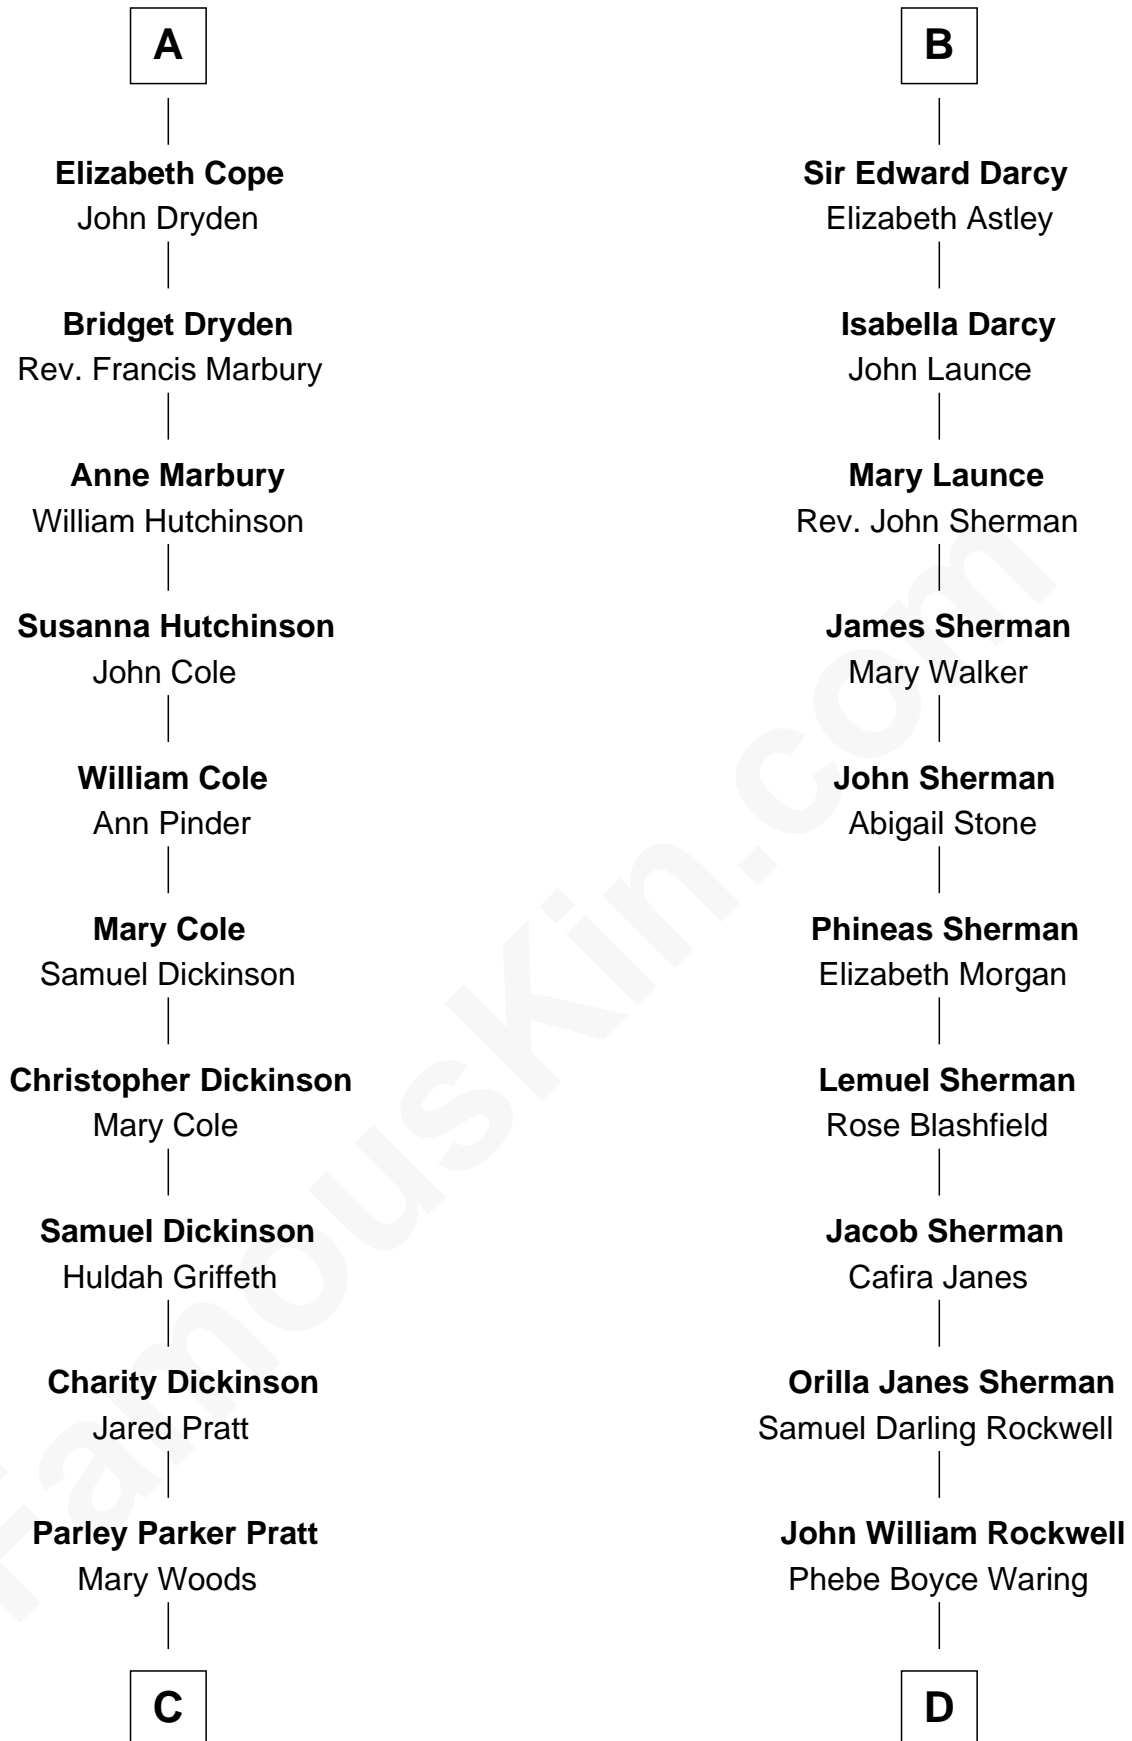 A
Elizabeth Cope
John Dryden
Bridget Dryden
Rev. Francis Marbury
Anne Marbury
William Hutchinson
Susanna Hutchinson
John Cole
William Cole
Ann Pinder
Mary Cole
Samuel Dickinson
Christopher Dickinson
Mary Cole
Samuel Dickinson
Huldah Griffeth
Charity Dickinson
Jared Pratt
Parley Parker Pratt
Mary Woods
C
B
Sir Edward Darcy
Elizabeth Astley
Isabella Darcy
John Launce
Mary Launce
Rev. John Sherman
James Sherman
Mary Walker
John Sherman
Abigail Stone
Phineas Sherman
Elizabeth Morgan
Lemuel Sherman
Rose Blashfield
Jacob Sherman
Cafira Janes
Orilla Janes Sherman
Samuel Darling Rockwell
John William Rockwell
Phebe Boyce Waring
D
FamousKin.com